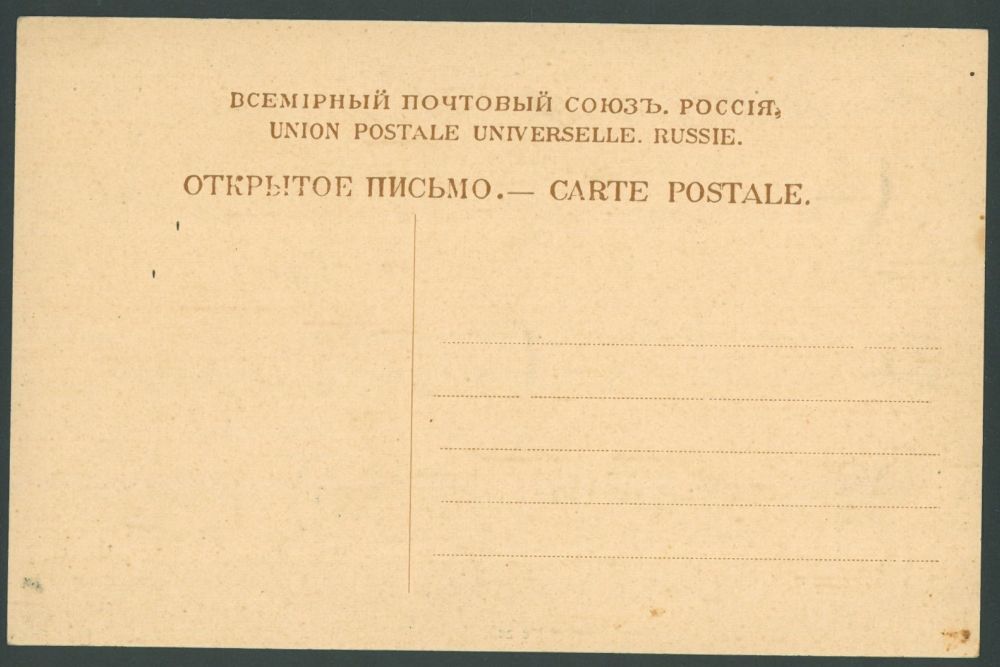 ВСЕМІРНЫЙ ПОЧТОВЫЙ СОЮЗЪ. РОССІЯ,
UNION POSTALE UNIVERSELLE. RUSSIE.
ОТКРЫТОЕ ПИСЬМО.— CARTE POSTALE.